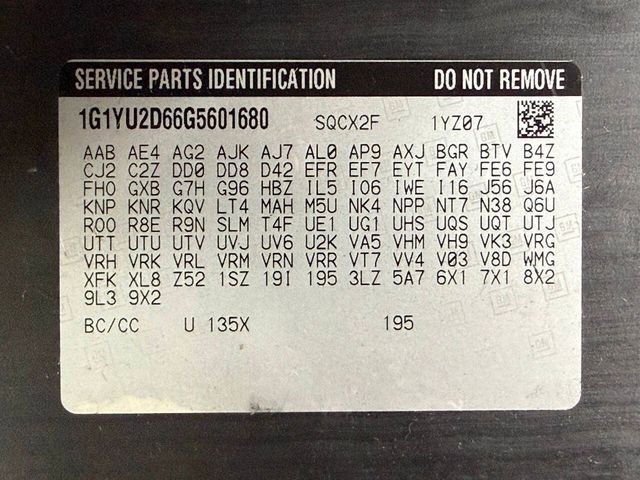 SERVICE PARTS IDENTIFICATION DO NOT REMOVE
1G1YU2D66G5601680 SQCX2F 1YZ07
AAB AE4 AG2 AJK AJ7 AL0 AP9 AXJ BGR BTV B4Z
CJ2 C2Z DD0 DD8 D42 EFR EF7 EYT FAY FE6 FE9
FHO GXB G7H G96 HBZ IL5 IO6 IWE I16 J56 J6A
KNP KNR KQV LT4 MAH M5U NK4 NPP NT7 N38 Q6U
R00 R8E R9N SLM T4F UE1 UG1 UHS UQS UQT UTJ
UTT UTU UTV UVJ UV6 U2K VA5 VHM VH9 VK3 VRG
VRH VRK VRL VRM VRN VRR VT7 VV4 V03 V8D WMG
XFK XL8 Z52 1SZ 19I 195 3LZ 5A7 6X1 7X1 8X2
9L3 9X2
BC/CC U 135X 195